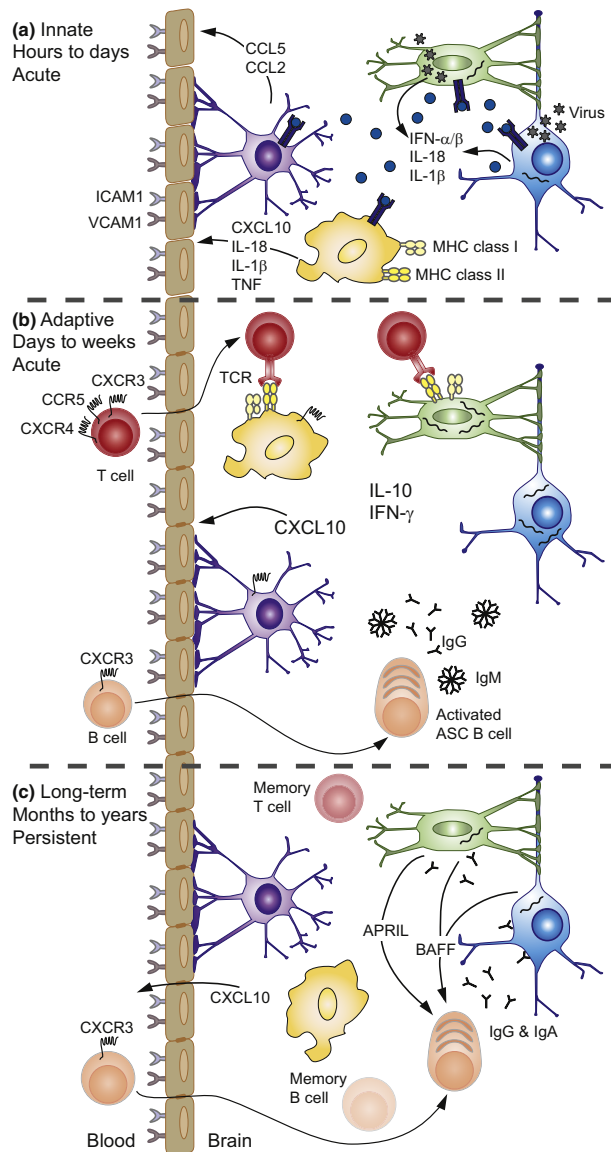 (a) Innate
Hours to days
Acute
CCL5
CCL2
Virus
IFN-α/β
IL-18
IL-1β
ICAM1
VCAM1
CXCL10
IL-18
IL-1β
TNF
MHC class I
MHC class II
(b) Adaptive
Days to weeks
Acute
TCR
CXCR3
CCR5
CXCR4
T cell
IL-10
IFN-γ
CXCL10
IgG
CXCR3
IgM
B cell
Activated
ASC B cell
(c) Long-term
Months to years
Persistent
Memory
T cell
APRIL
BAFF
CXCL10
CXCR3
IgG & IgA
Memory
B cell
Blood
Brain